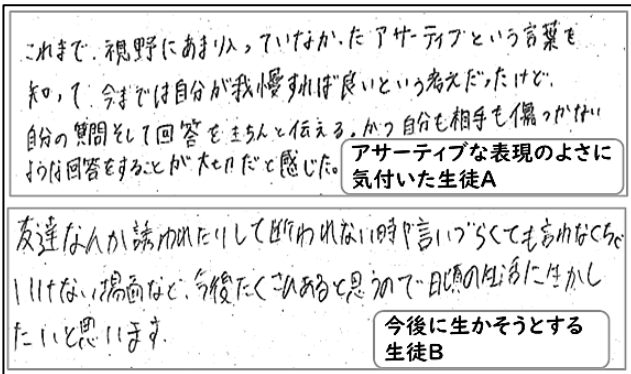 これまで、視野にあまり入っていなかったアサーティブという言葉を
知って、今までは自分が我慢すれば良いという考えだったけど、
自分の質問そして回答をきちんと伝える。かつ自分も相手も傷つかない
ような回答をすることが大切だと感じた。
アサーティブな表現のよさに
気付いた生徒A
友達なんか誘われたりして断われない時や言いづらくても言わなくちゃ
いけない場面など、今後たくさんあると思うので日頃の生活に生かし
たいと思います。
今後に生かそうとする
生徒B